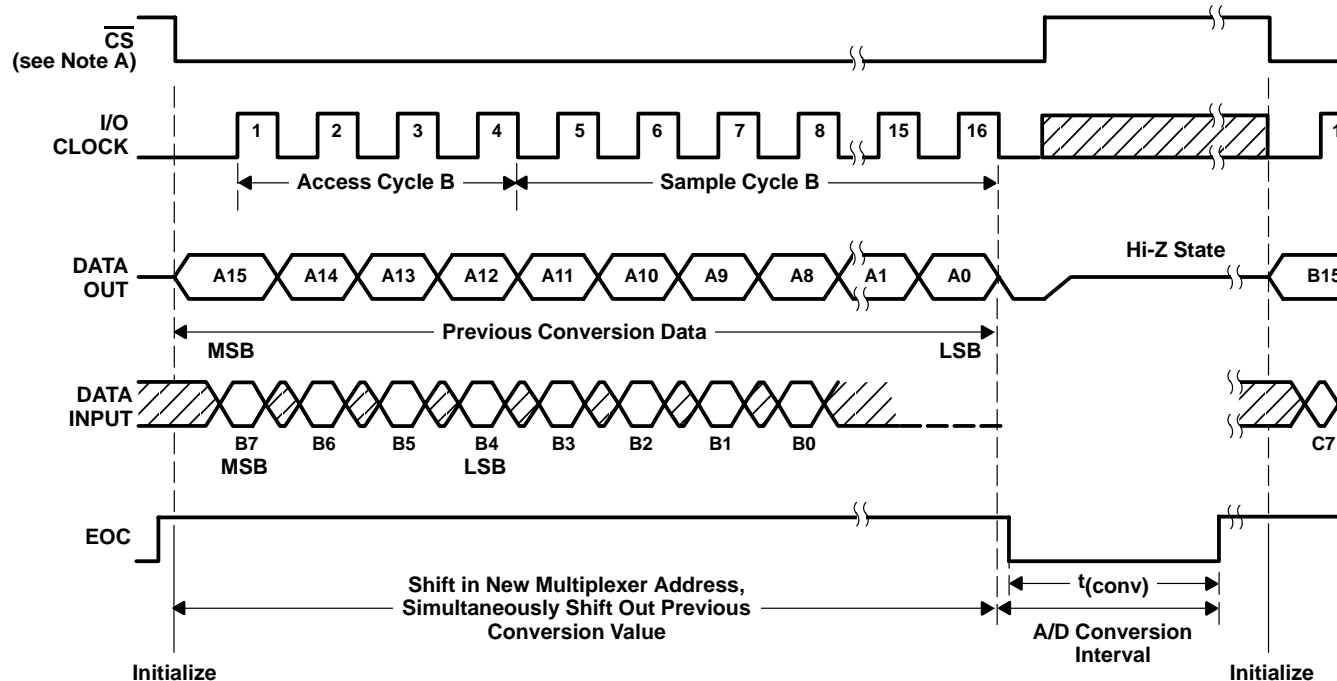 CS
(see Note A)
I/O
CLOCK
1 2 3 4 5 6 7 8 15 16 1
Access Cycle B Sample Cycle B
DATA
OUT
A15 A14 A13 A12 A11 A10 A9 A8 A1 A0 Hi-Z State B15
Previous Conversion Data
MSB LSB
DATA
INPUT
B7 B6 B5 B4 B3 B2 B1 B0 C7
MSB LSB
EOC
Shift in New Multiplexer Address,
Simultaneously Shift Out Previous
Conversion Value
t(conv)
A/D Conversion
Interval
Initialize Initialize